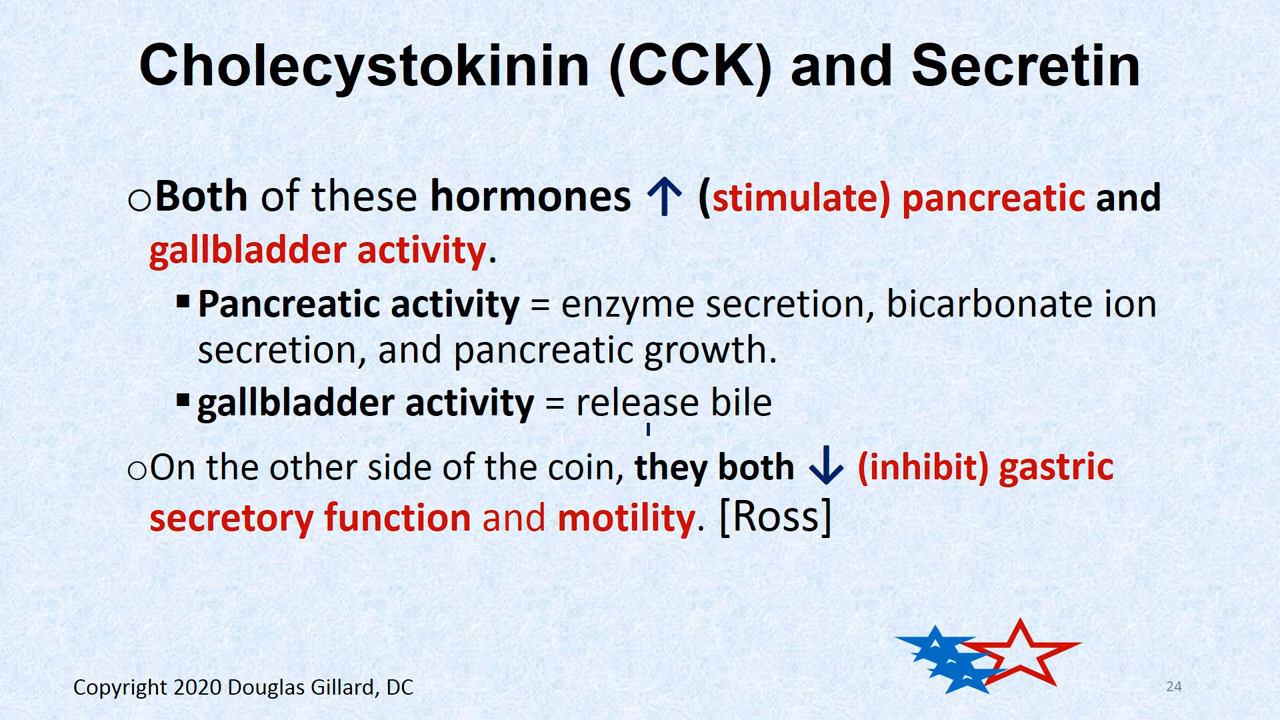 Cholecystokinin (CCK) and Secretin
○Both of these hormones ↑ (stimulate) pancreatic and
gallbladder activity.
▪Pancreatic activity = enzyme secretion, bicarbonate ion
secretion, and pancreatic growth.
▪gallbladder activity = release bile
○On the other side of the coin, they both ↓ (inhibit) gastric
secretory function and motility. [Ross]
Copyright 2020 Douglas Gillard, DC
24